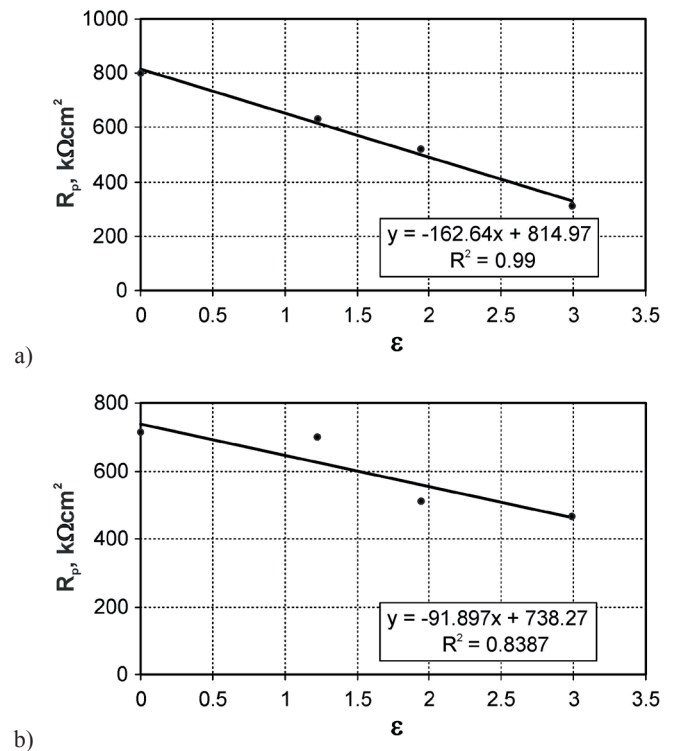 1000
800
600
400
200
0
R_p, kΩcm²
y = -162.64x + 814.97
R² = 0.99
0 0.5 1 1.5 2 2.5 3 3.5
ε
a)
800
600
400
200
0
R_p, kΩcm²
y = -91.897x + 738.27
R² = 0.8387
0 0.5 1 1.5 2 2.5 3 3.5
ε
b)